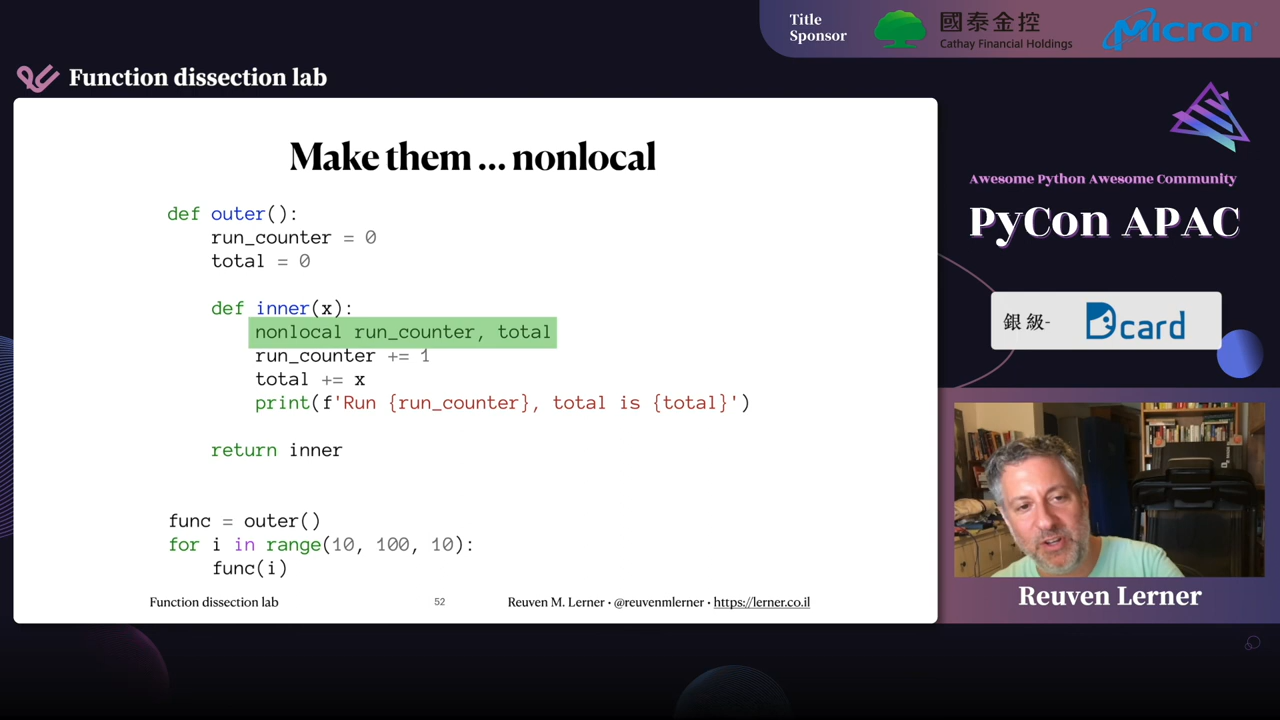 Title
Sponsor
國泰金控
Cathay Financial Holdings
Micron
Function dissection lab
Make them ... nonlocal
def outer():
    run_counter = 0
    total = 0
    def inner(x):
        nonlocal run_counter, total
        run_counter += 1
        total += x
        print(f'Run {run_counter}, total is {total}')
    return inner
func = outer()
for i in range(10, 100, 10):
    func(i)
Function dissection lab
52
Reuven M. Lerner • @reuvenmlerner • https://lerner.co.il
Awesome Python Awesome Community
PyCon APAC
銀級-
Dcard
Reuven Lerner